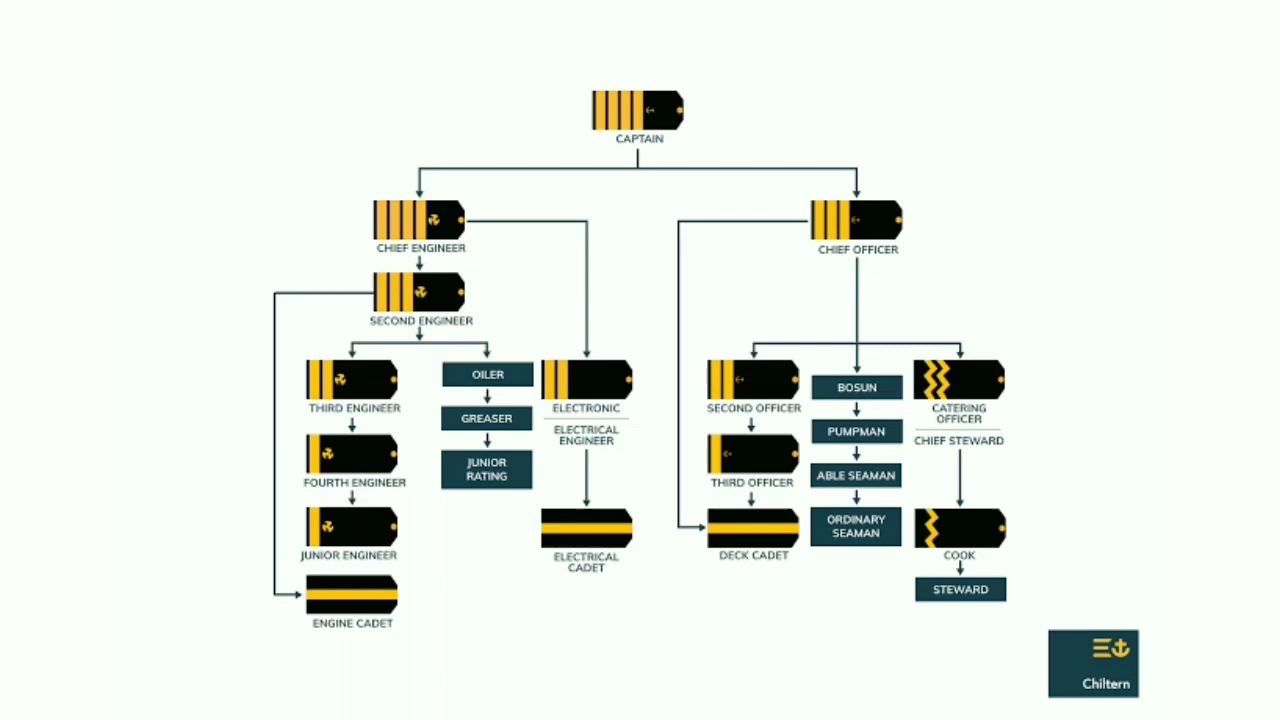 CAPTAIN
CHIEF ENGINEER
CHIEF OFFICER
SECOND ENGINEER
THIRD ENGINEER
FOURTH ENGINEER
JUNIOR ENGINEER
ENGINE CADET
OILER
GREASER
JUNIOR
RATING
ELECTRONIC
ELECTRICAL
ENGINEER
ELECTRICAL
CADET
SECOND OFFICER
THIRD OFFICER
DECK CADET
BOSUN
PUMPMAN
ABLE SEAMAN
ORDINARY
SEAMAN
CATERING
OFFICER
CHIEF STEWARD
COOK
STEWARD
Chiltern